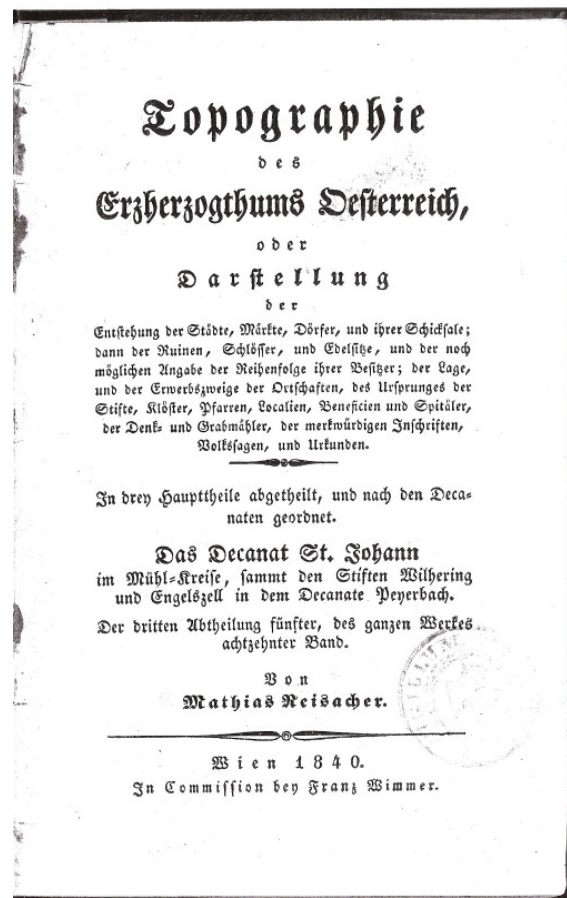 Topographie
des
Erzherzogthums Oesterreich,
oder
Darstellung
der
Entstehung der Städte, Märkte, Dörfer, und ihrer Schicksale;
dann der Ruinen, Schlösser, und Edelsitze, und der noch
möglichen Angabe der Reihenfolge ihrer Besitzer; der Lage,
und der Erwerbszweige der Ortschaften, des Ursprunges der
Stifte, Klöster, Pfarren, Localien, Beneficien und Spitäler,
der Denk- und Grabmähler, der merkwürdigen Inschriften,
Volkssagen, und Urkunden.
In drey Haupttheile abgetheilt, und nach den Deca-
naten geordnet.
Das Decanat St. Johann
im Mühl-Kreise, sammt den Stiften Wilhering
und Engelszell in dem Decanate Peyerbach.
Der dritten Abtheilung fünfter, des ganzen Werkes
achtzehnter Band.
Von
Mathias Reisacher.
Wien 1840.
In Commission bey Franz Wimmer.